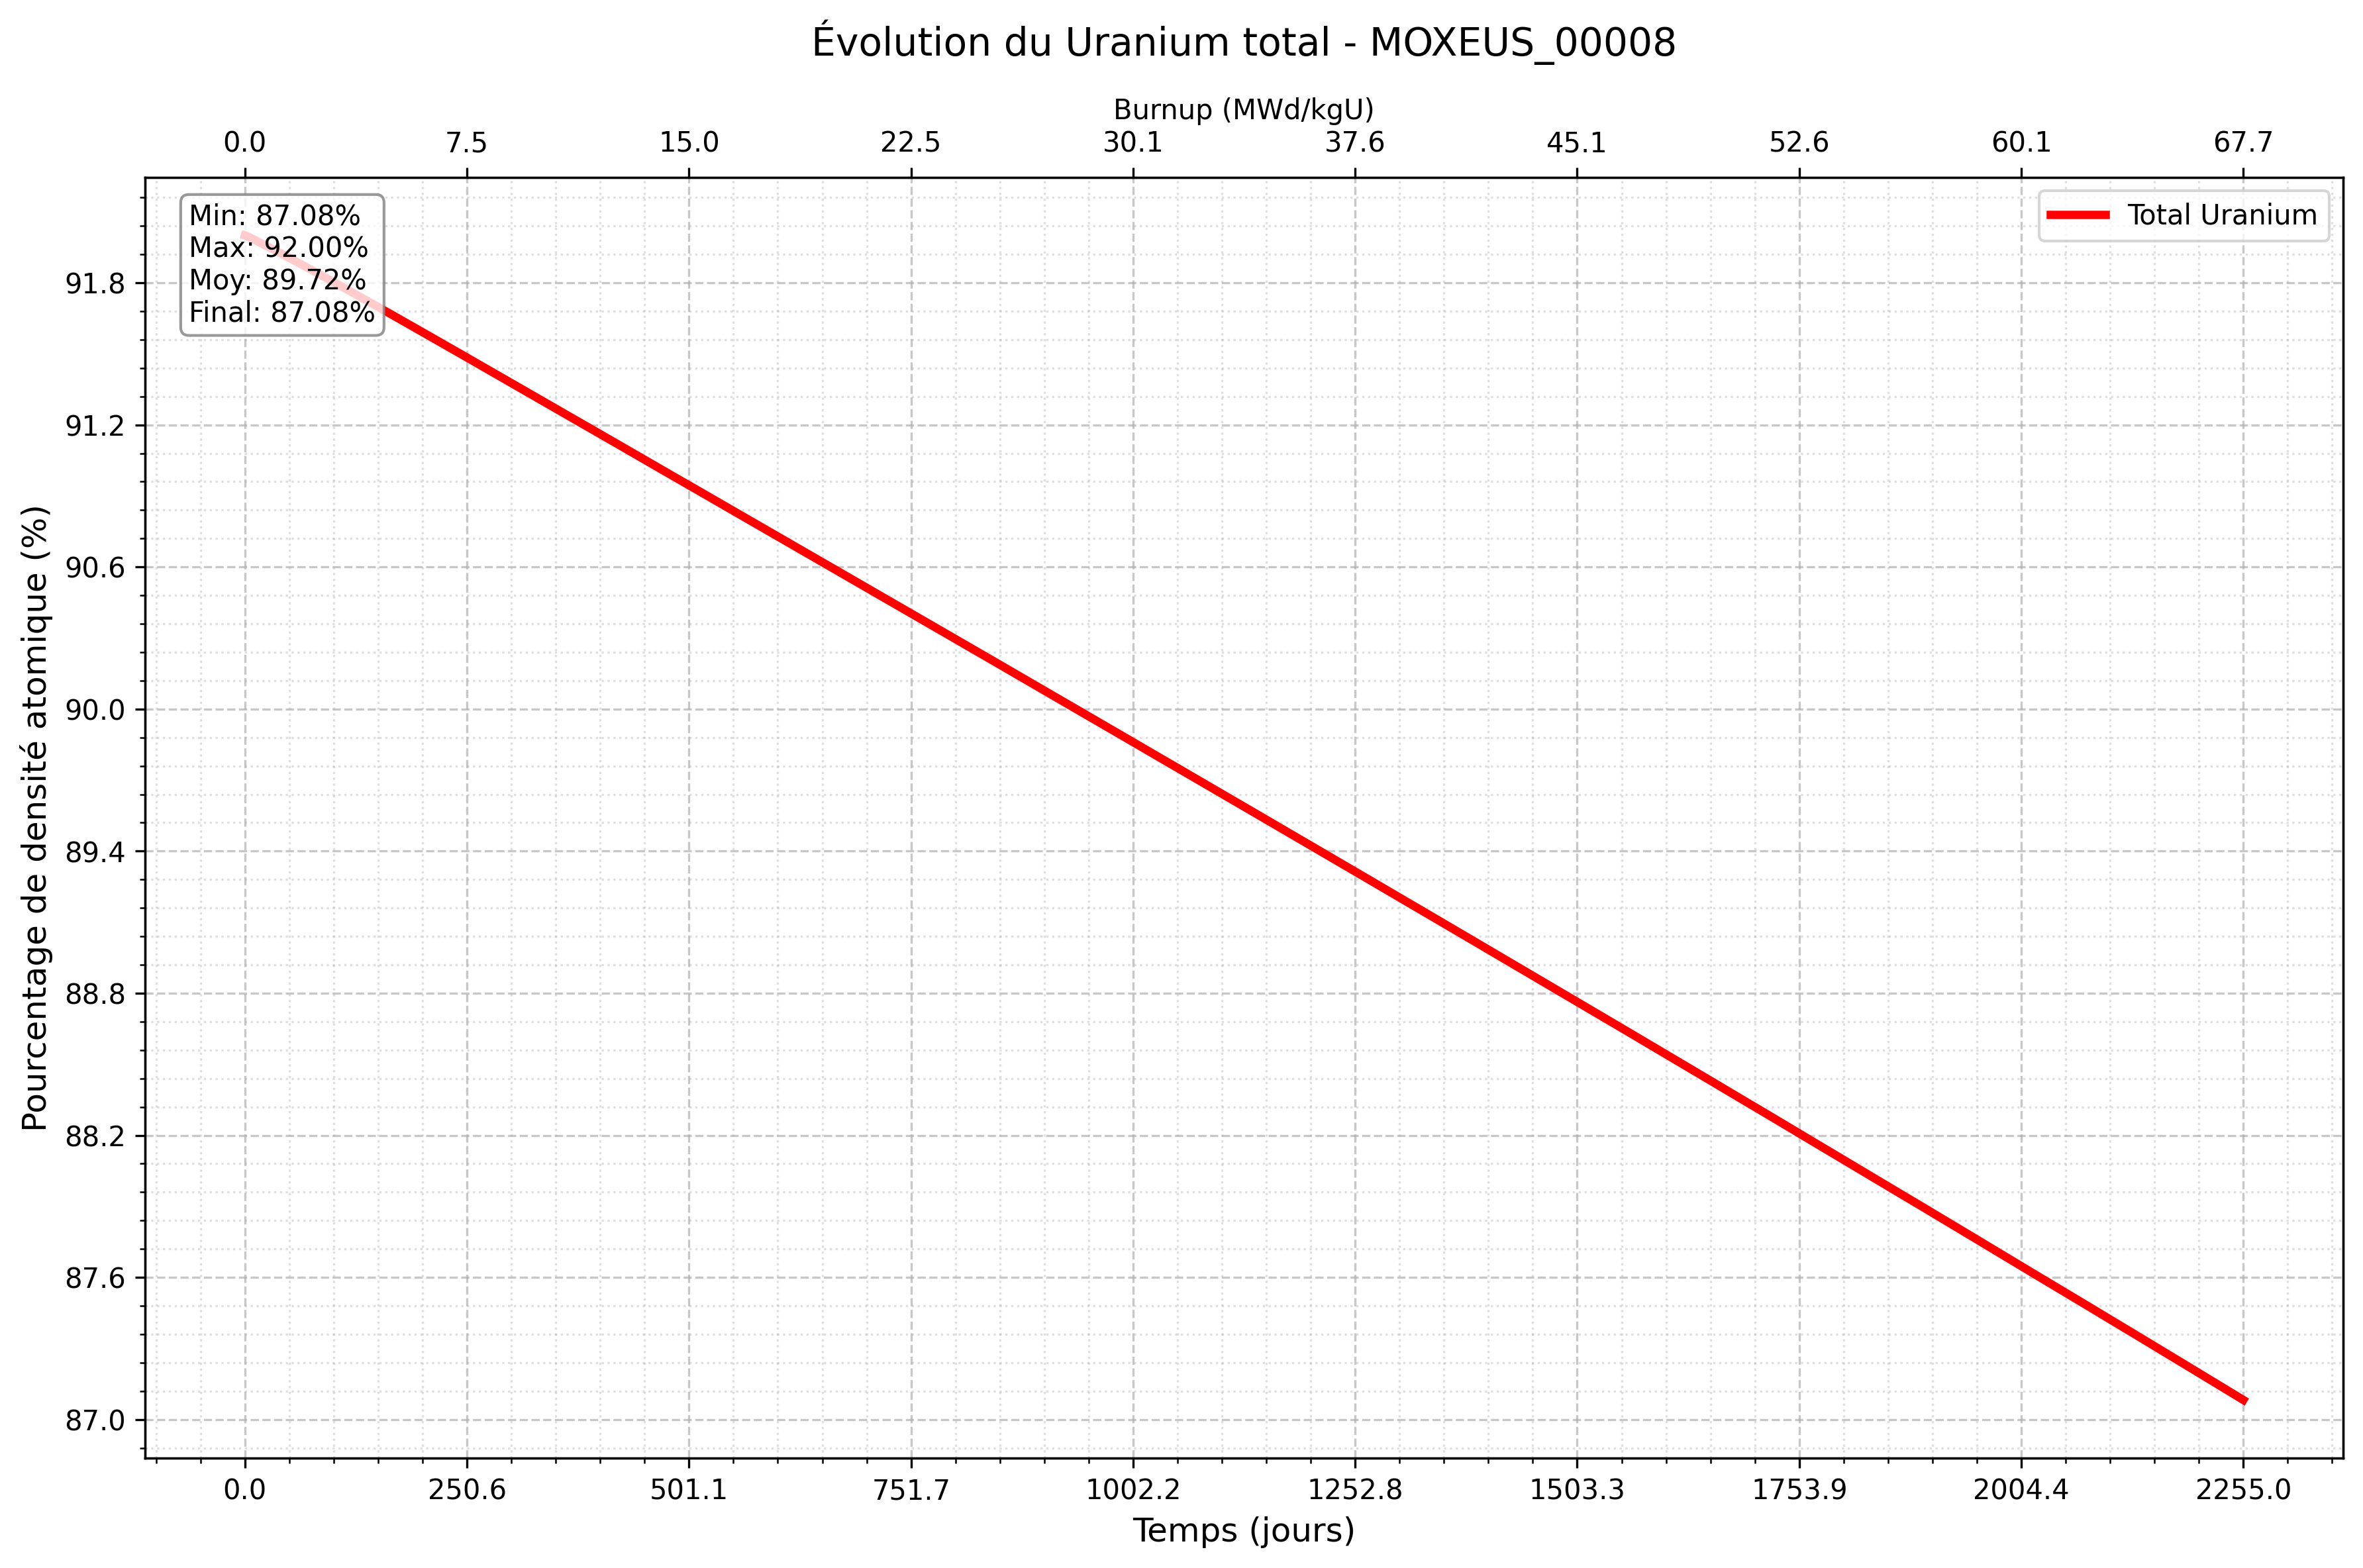 Évolution du Uranium total - MOXEUS_00008
Burnup (MWd/kgU)
0.0 7.5 15.0 22.5 30.1 37.6 45.1 52.6 60.1 67.7
Min: 87.08%
Max: 92.00%
Moy: 89.72%
Final: 87.08%
Total Uranium
Pourcentage de densité atomique (%)
91.8
91.2
90.6
90.0
89.4
88.8
88.2
87.6
87.0
0.0 250.6 501.1 751.7 1002.2 1252.8 1503.3 1753.9 2004.4 2255.0
Temps (jours)